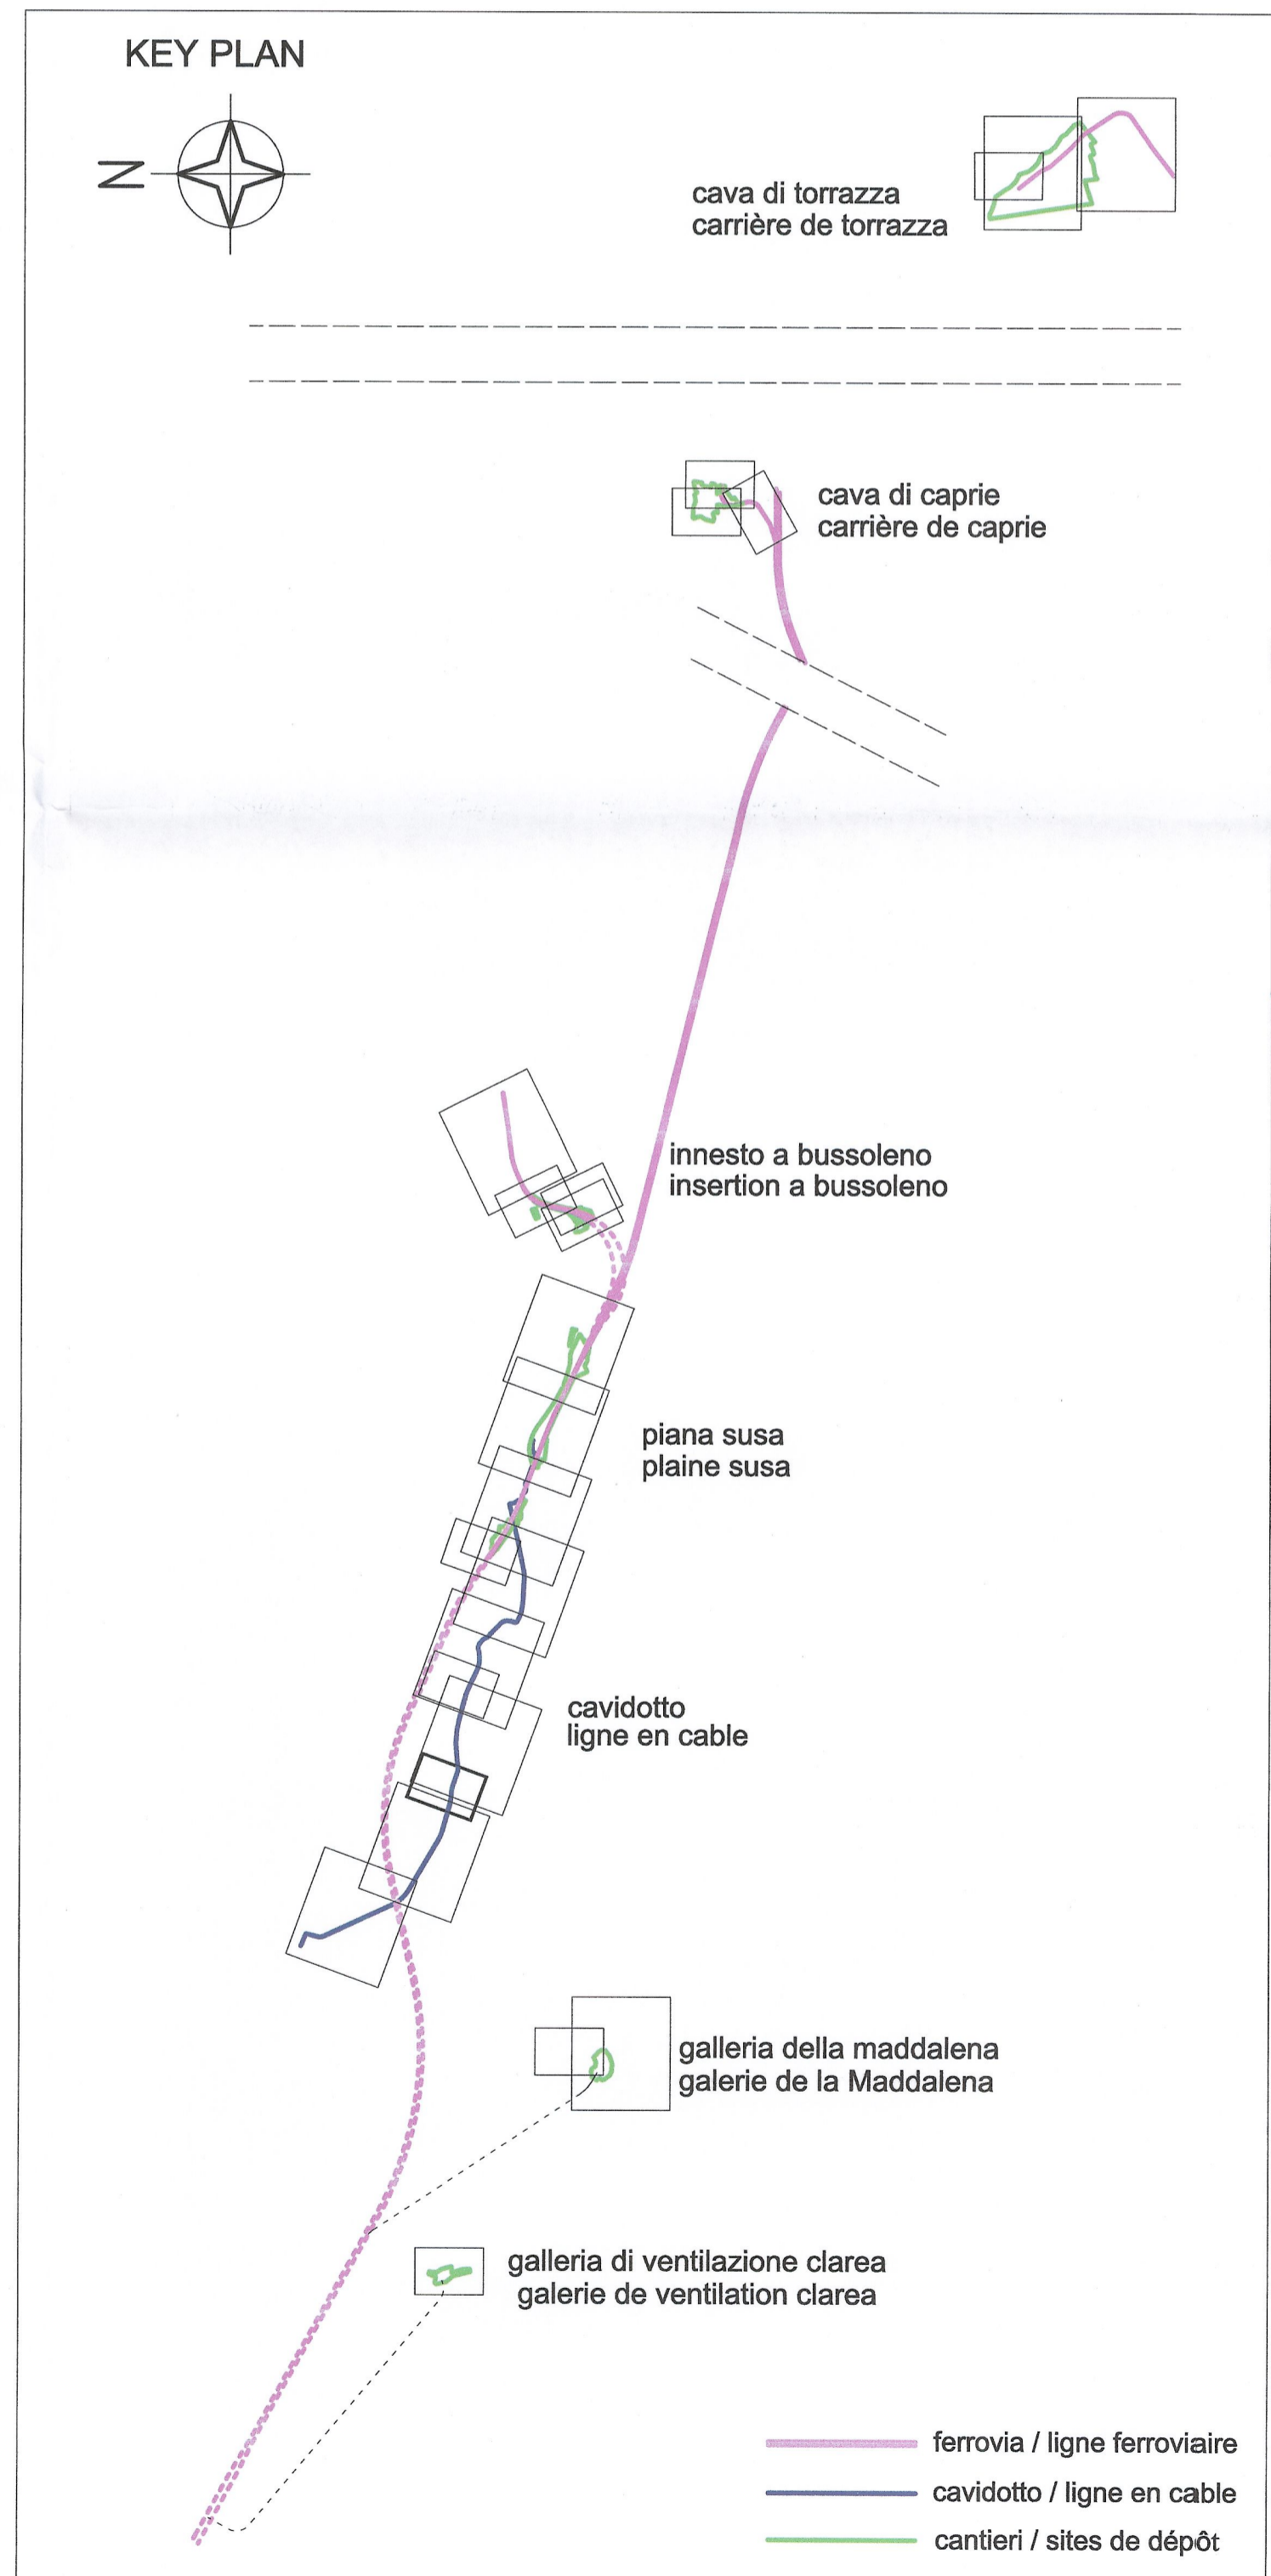 KEY PLAN
N
cava di torrazza
carrière de torrazza
cava di caprie
carrière de caprie
innesto a bussoleno
insertion a bussoleno
piana susa
plaine susa
cavidotto
ligne en cable
galleria della maddalena
galerie de la Maddalena
galleria di ventilazione clarea
galerie de ventilation clarea
ferrovia / ligne ferroviaire
cavidotto / ligne en cable
cantieri / sites de dépôt